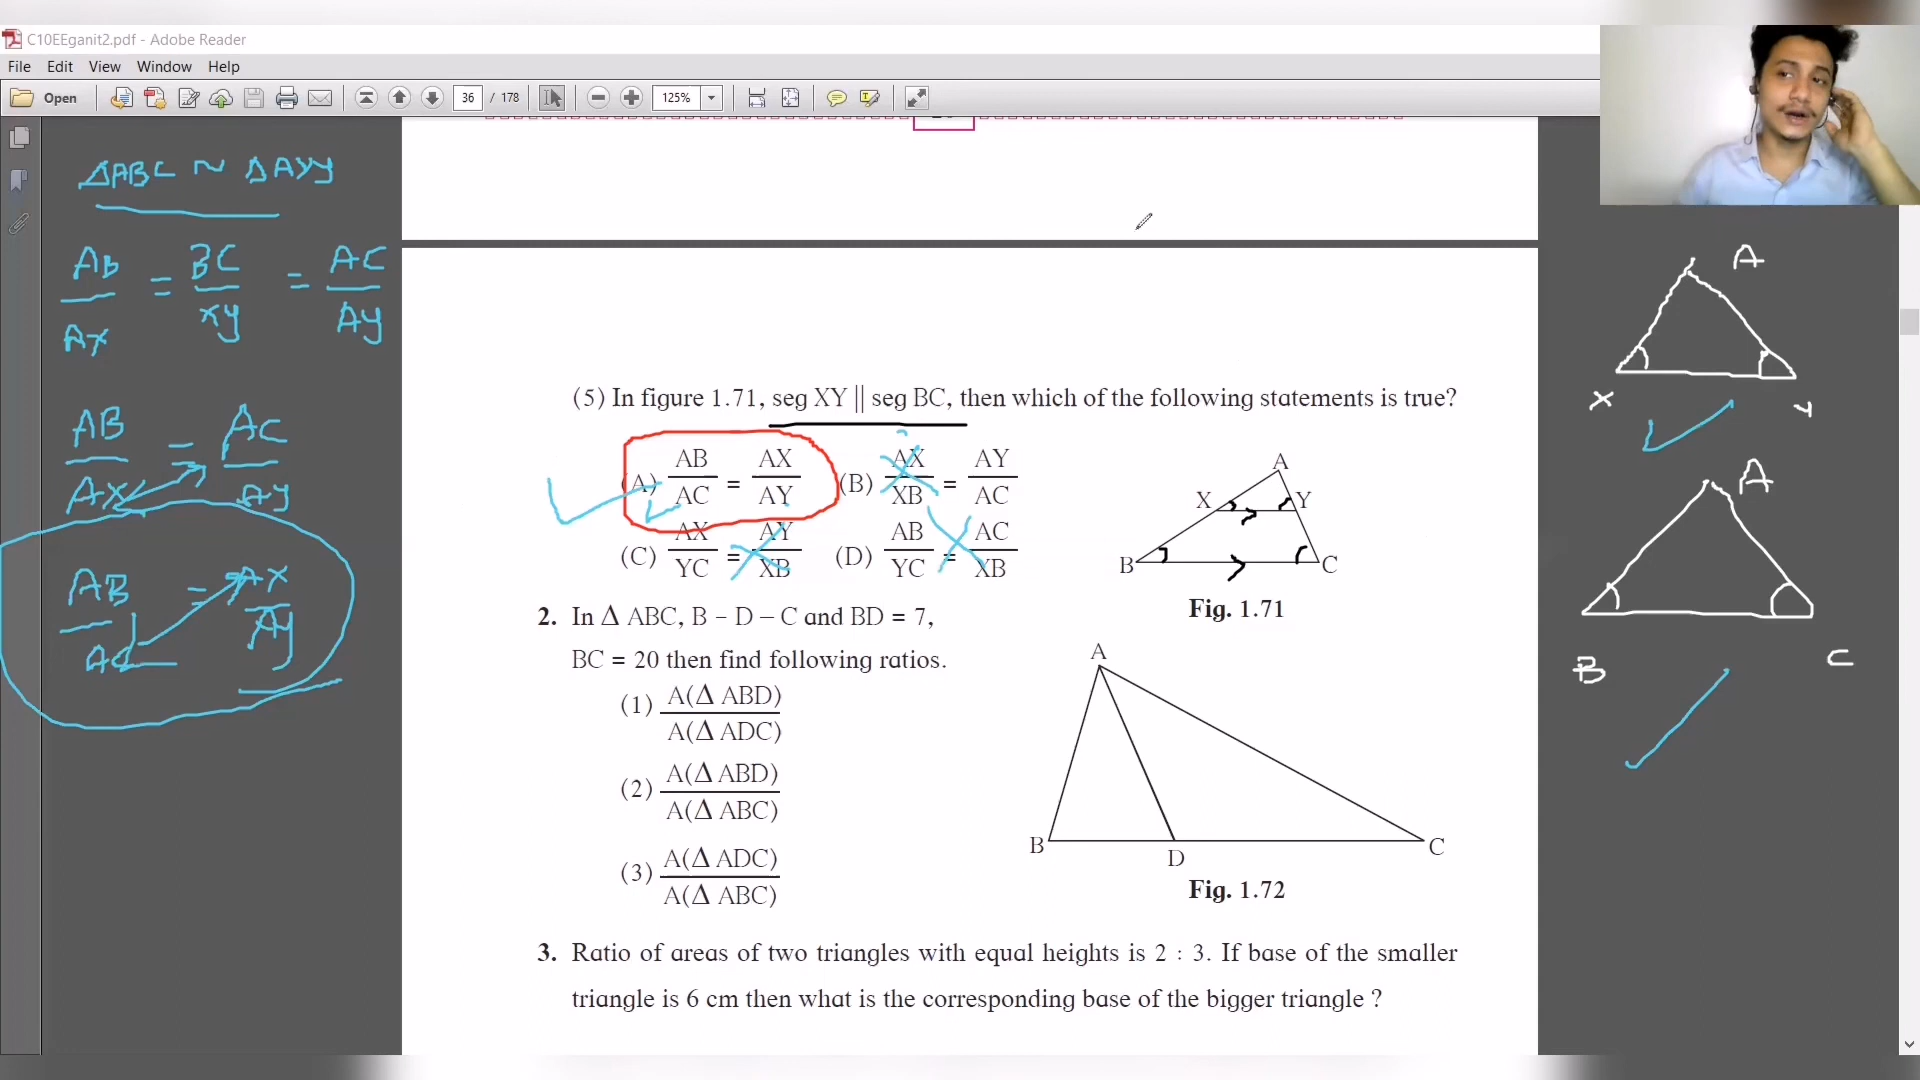 C10EEganit2.pdf - Adobe Reader
File Edit View Window Help
Open 36 / 178 125%
ΔABC ~ ΔAYY
AB/AX = BC/XY = AC/AY
AB/AX = AC/AY
AB/AC = AX/AY
(5) In figure 1.71, seg XY || seg BC, then which of the following statements is true?
(A) AB/AC = AX/AY (B) AX/XB = AY/AC
(C) AX/YC = AY/XB (D) AB/YC = AC/XB
A
X Y
B C
Fig. 1.71
2. In Δ ABC, B – D – C and BD = 7,
BC = 20 then find following ratios.
(1) A(Δ ABD)/A(Δ ADC)
(2) A(Δ ABD)/A(Δ ABC)
(3) A(Δ ADC)/A(Δ ABC)
A
B D C
Fig. 1.72
3. Ratio of areas of two triangles with equal heights is 2 : 3. If base of the smaller
triangle is 6 cm then what is the corresponding base of the bigger triangle ?
A
X Y
A
B C